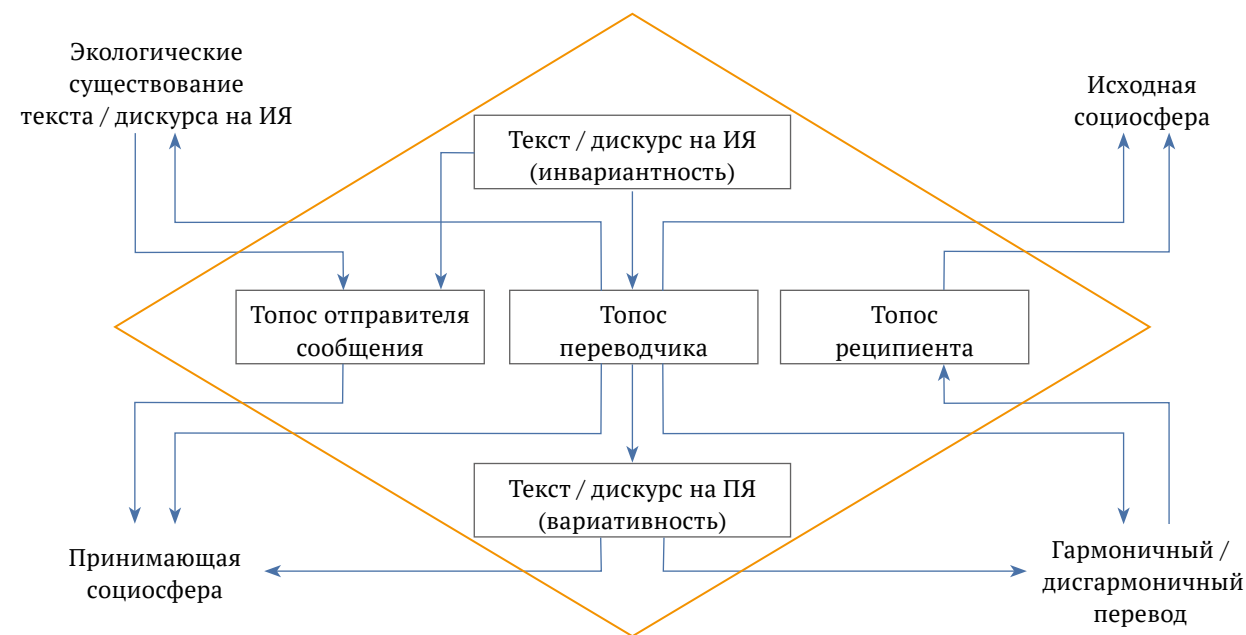 Экологические
существование
текста / дискурса на ИЯ
Исходная
социосфера
Текст / дискурс на ИЯ
(инвариантность)
Топос отправителя
сообщения
Топос
переводчика
Топос
реципиента
Текст / дискурс на ПЯ
(вариативность)
Принимающая
социосфера
Гармоничный /
дисгармоничный
перевод